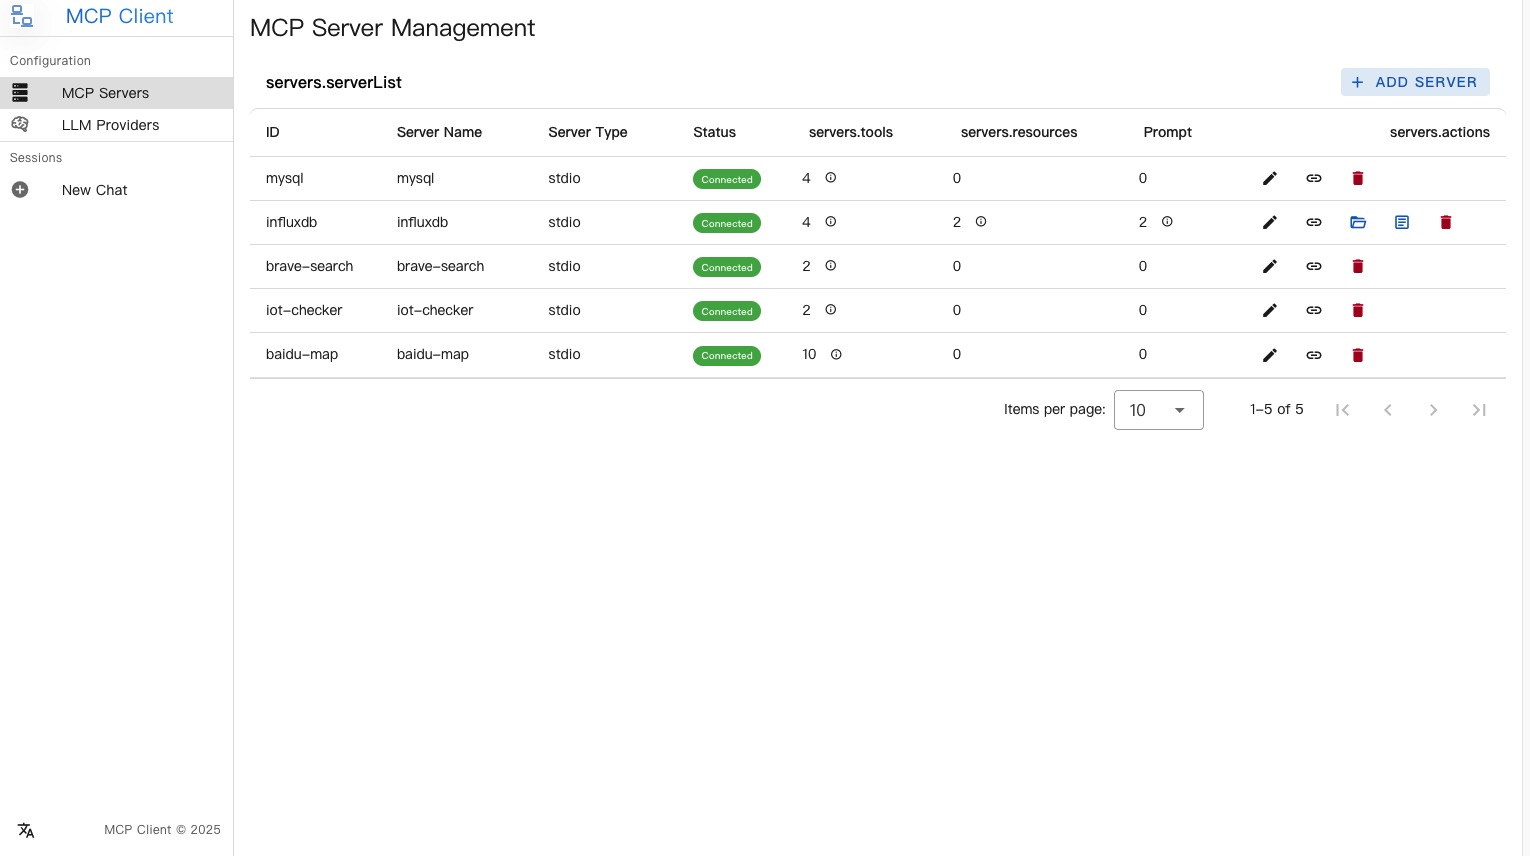 MCP Client
Configuration
MCP Servers
LLM Providers
Sessions
New Chat
MCP Client © 2025
MCP Server Management
servers.serverList
ADD SERVER
ID Server Name Server Type Status servers.tools servers.resources Prompt servers.actions
mysql mysql stdio Connected 4 0 0
influxdb influxdb stdio Connected 4 2 2
brave-search brave-search stdio Connected 2 0 0
iot-checker iot-checker stdio Connected 2 0 0
baidu-map baidu-map stdio Connected 10 0 0
Items per page: 10 1-5 of 5